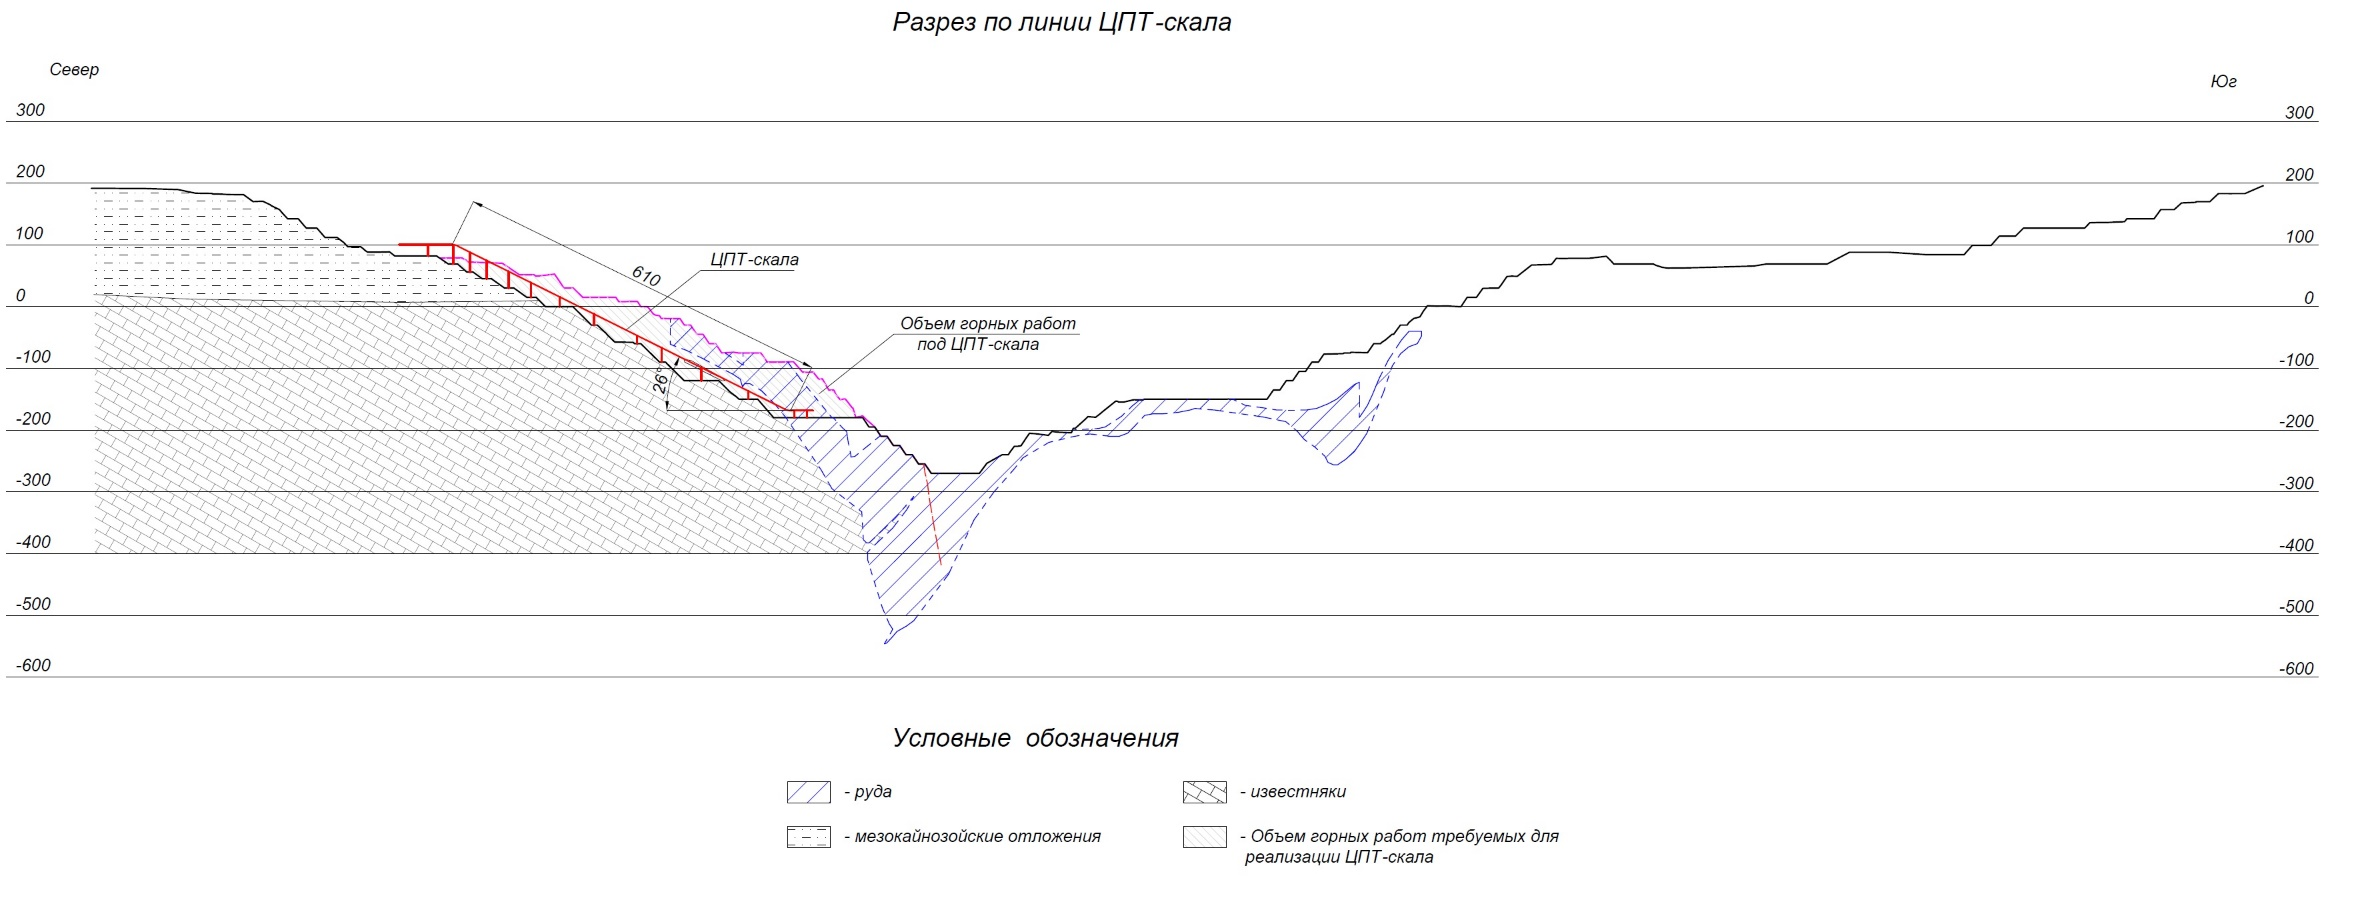 Разрез по линии ЦПТ-скала
Север
Юг
300
300
200
200
100
100
0
0
-100
-100
-200
-200
-300
-300
-400
-400
-500
-500
-600
-600
610
ЦПТ-скала
Объем горных работ
под ЦПТ-скала
26°
Условные обозначения
- руда
- известняки
- мезокайнозойские отложения
- Объем горных работ требуемых для
реализации ЦПТ-скала